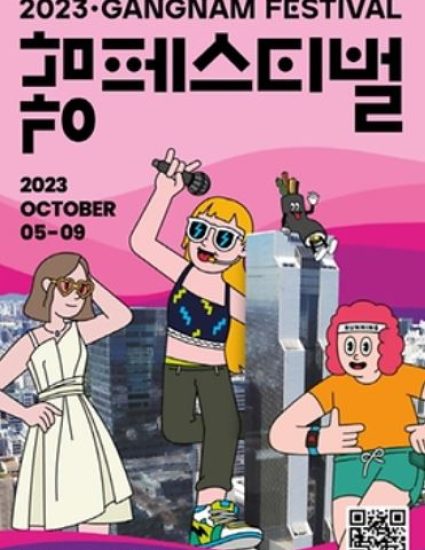 2023·GANGNAM FESTIVAL
강남페스티벌
2023
OCTOBER
05-09
RUNNING